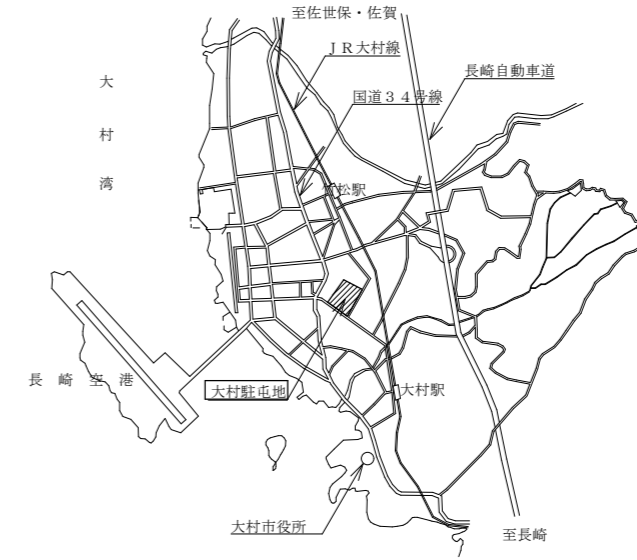 至佐世保・佐賀
ＪＲ大村線
長崎自動車道
国道３４号線
大村湾
竹松駅
長崎空港
大村駐屯地
大村駅
大村市役所
至長崎